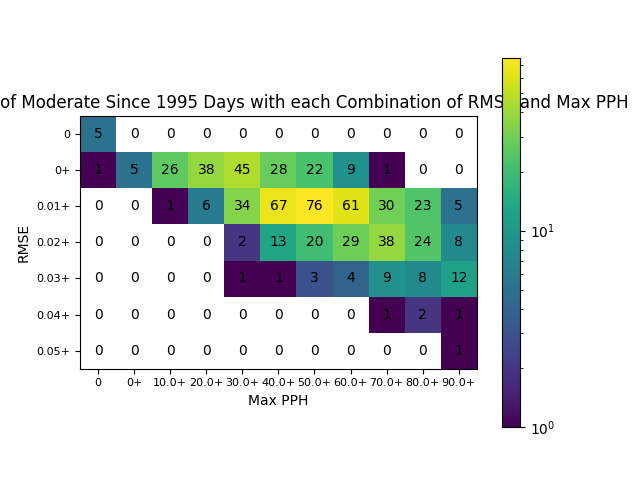 of Moderate Since 1995 Days with each Combination of RMS and Max PPH
RMSE
0 5 0 0 0 0 0 0 0 0 0 0
0+ 1 5 26 38 45 28 22 9 1 0 0
0.01+ 0 0 1 6 34 67 76 61 30 23 5
0.02+ 0 0 0 0 2 13 20 29 38 24 8
0.03+ 0 0 0 0 1 1 3 4 9 8 12
0.04+ 0 0 0 0 0 0 0 0 1 2 1
0.05+ 0 0 0 0 0 0 0 0 0 0 1
0 0+ 10.0+ 20.0+ 30.0+ 40.0+ 50.0+ 60.0+ 70.0+ 80.0+ 90.0+
Max PPH
10¹
10⁰